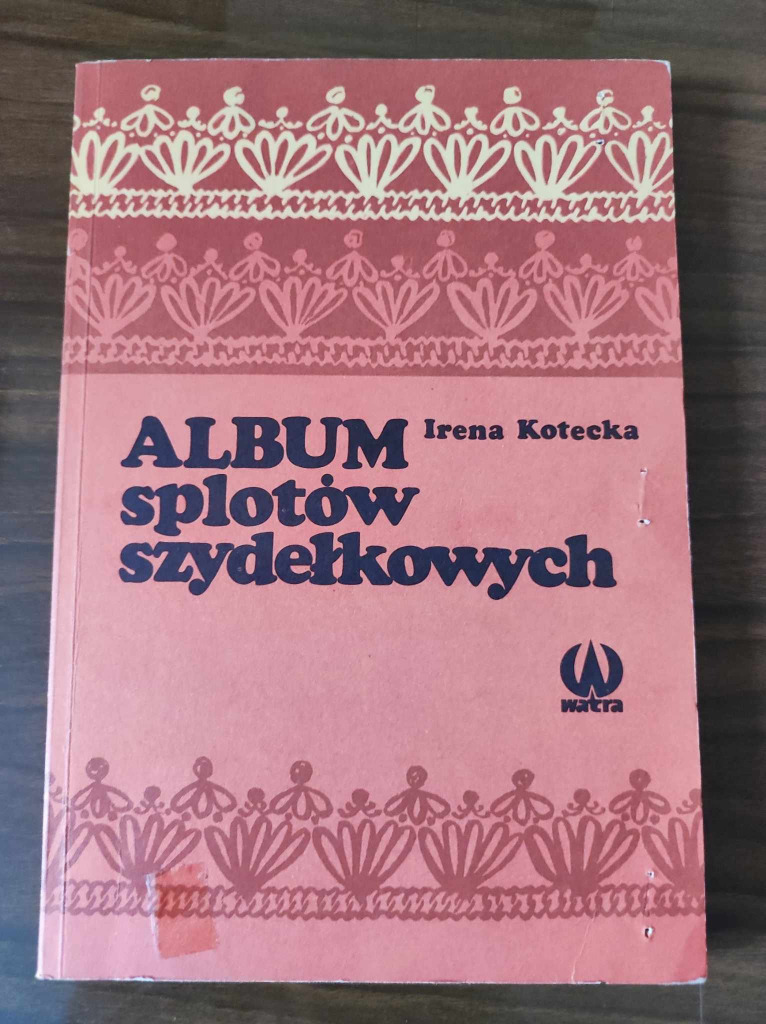 ALBUM
Irena Kotecka
splotów
szydełkowych
watra